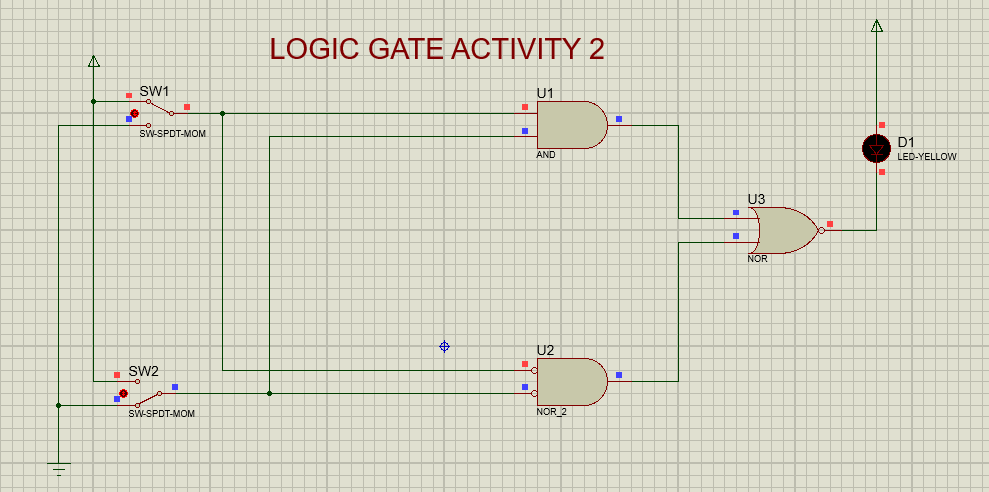 LOGIC GATE ACTIVITY 2
SW1
SW-SPDT-MOM
U1
AND
D1
LED-YELLOW
U3
NOR
U2
NOR_2
SW2
SW-SPDT-MOM